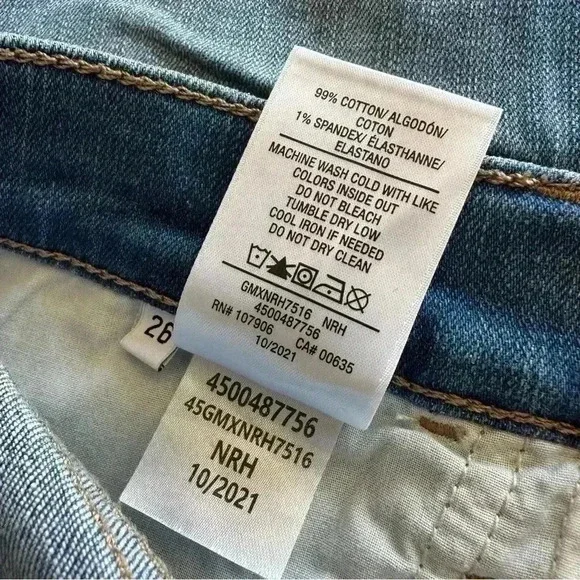 99% COTTON/ ALGODÓN/
COTON
1% SPANDEX/ ÉLASTHANNE/
ELASTANO
MACHINE WASH COLD WITH LIKE
COLORS INSIDE OUT
DO NOT BLEACH
TUMBLE DRY LOW
COOL IRON IF NEEDED
DO NOT DRY CLEAN
GMXNRH7516 NRH
4500487756
RN# 107906 CA# 00635
10/2021
26
4500487756
45GMXNRH7516
NRH
10/2021